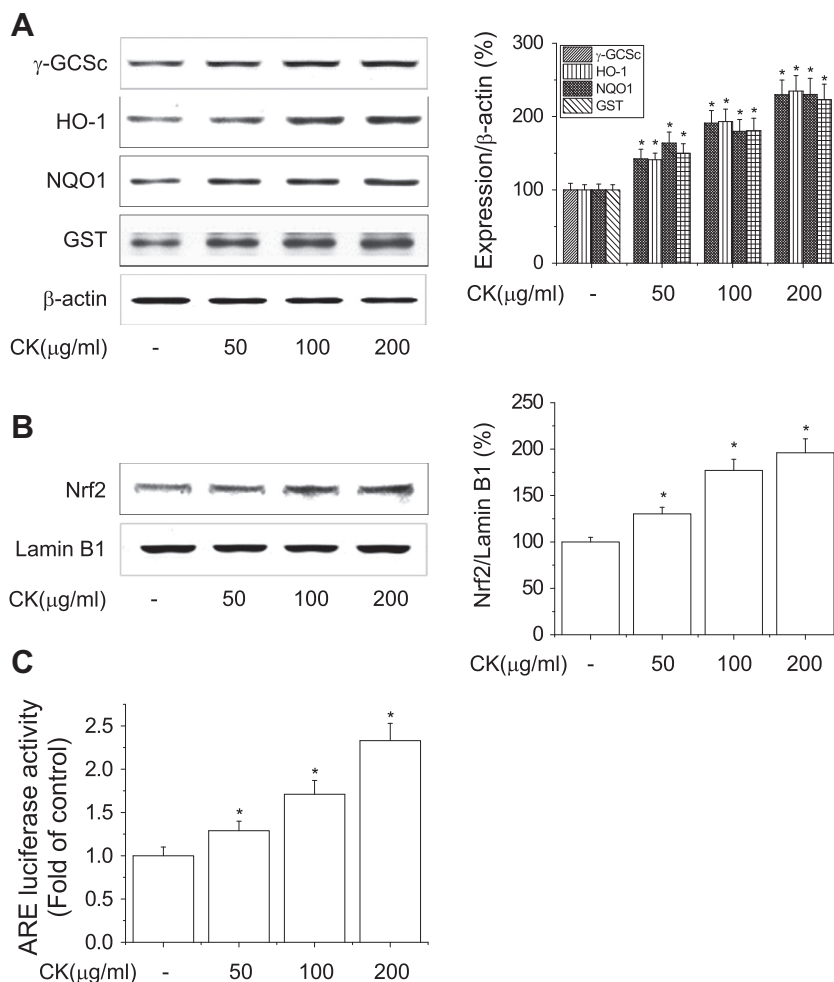 A
γ-GCSc
HO-1
NQO1
GST
β-actin
CK(μg/ml) - 50 100 200
Expression/β-actin (%)
300
200
100
0
γ-GCSc
HO-1
NQO1
GST
* * * *
* * * *
* * * *
CK(μg/ml) - 50 100 200
B
Nrf2
Lamin B1
CK(μg/ml) - 50 100 200
Nrf2/Lamin B1 (%)
250
200
150
100
50
0
* * *
CK(μg/ml) - 50 100 200
C
ARE luciferase activity
(Fold of control)
2.5
2.0
1.5
1.0
0.5
0.0
* * *
CK(μg/ml) - 50 100 200